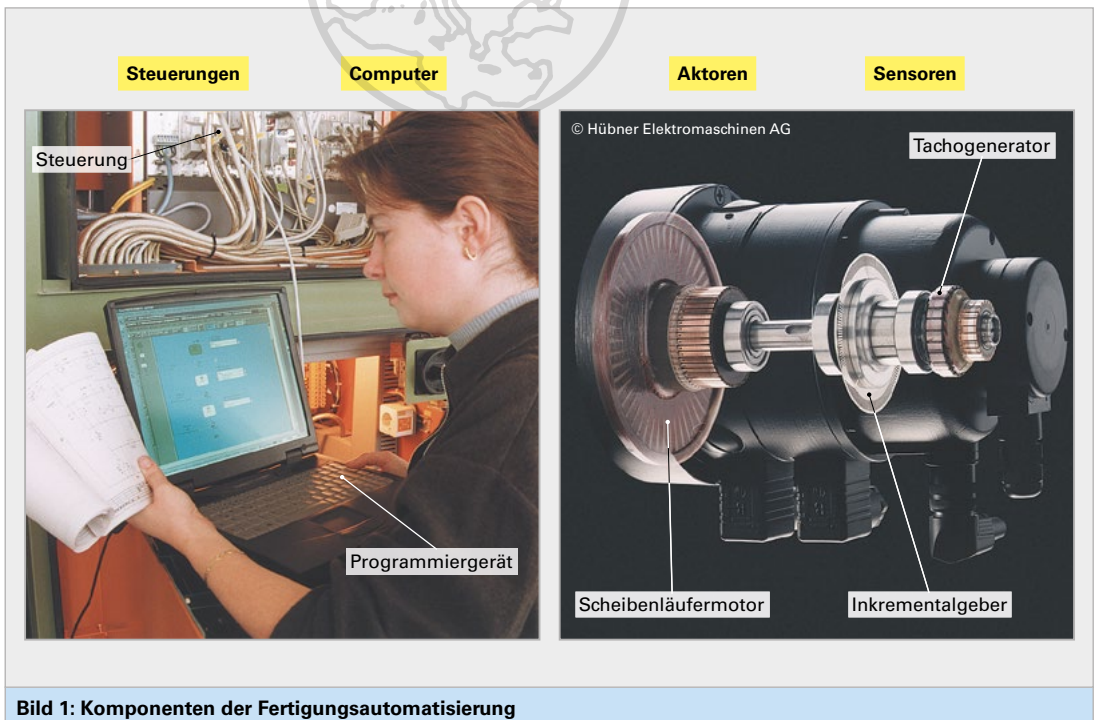 Steuerungen Computer Aktoren Sensoren
Steuerung
© Hübner Elektromaschinen AG
Tachogenerator
Programmiergerät
Scheibenläufermotor Inkrementalgeber
Bild 1: Komponenten der Fertigungsautomatisierung